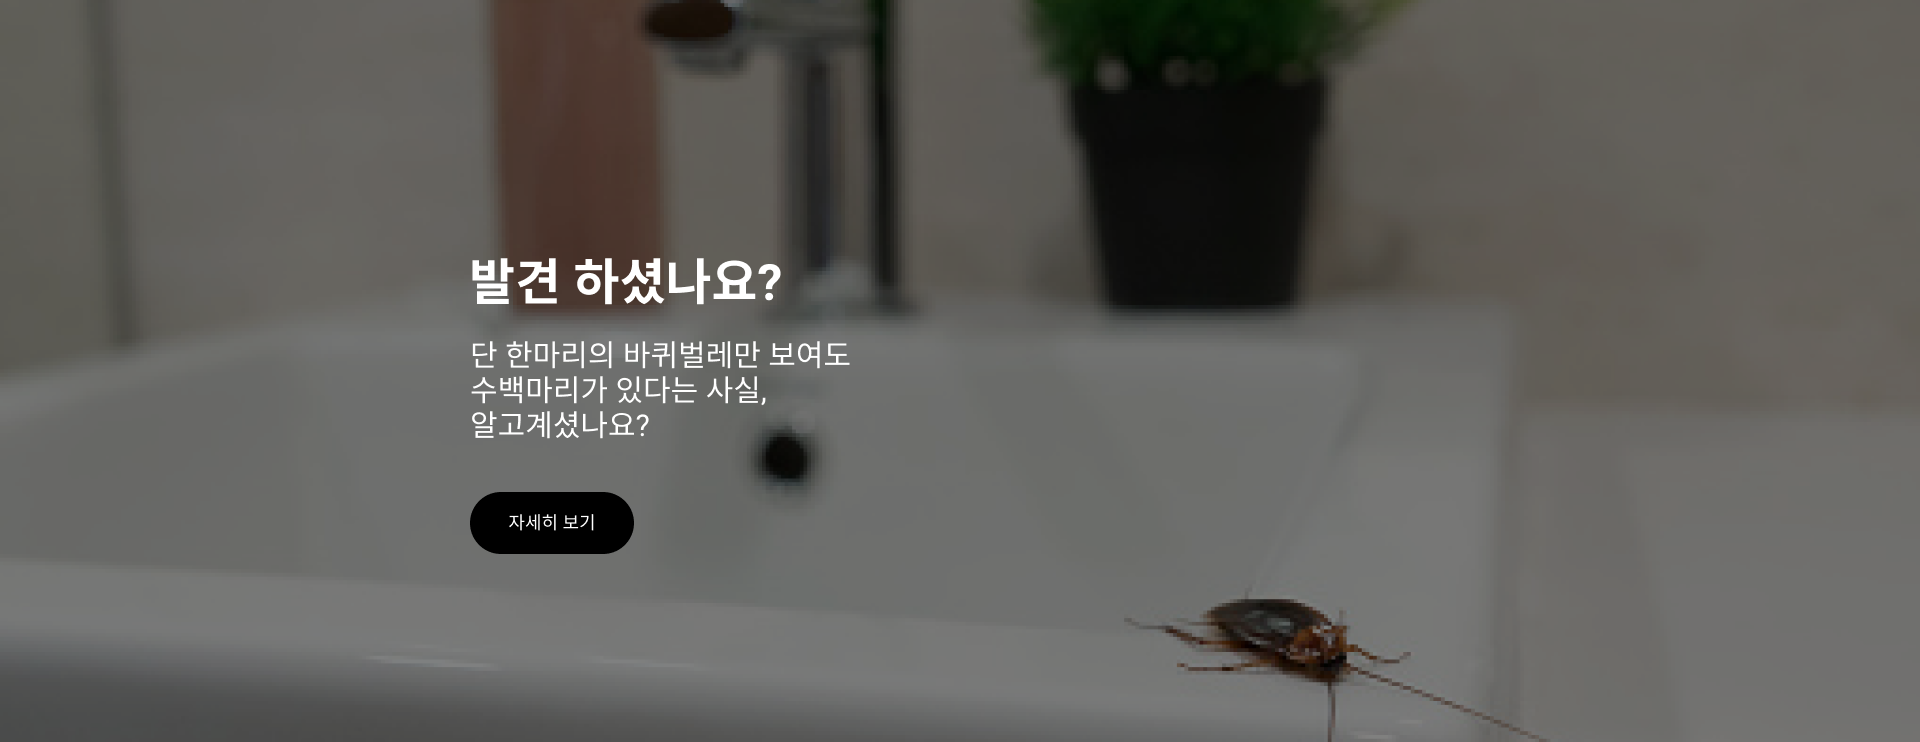 발견 하셨나요?
단 한마리의 바퀴벌레만 보여도
수백마리가 있다는 사실,
알고계셨나요?
자세히 보기